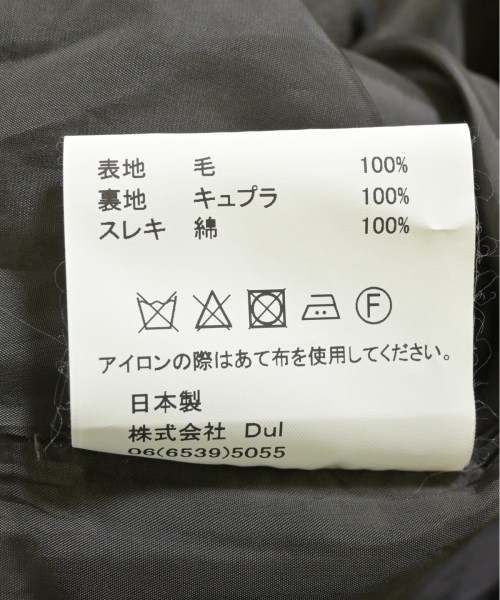 表地 毛 100%
裏地 キュプラ 100%
スレキ 綿 100%
F
アイロンの際はあて布を使用してください。
日本製
株式会社 Dul
06(6539)5055